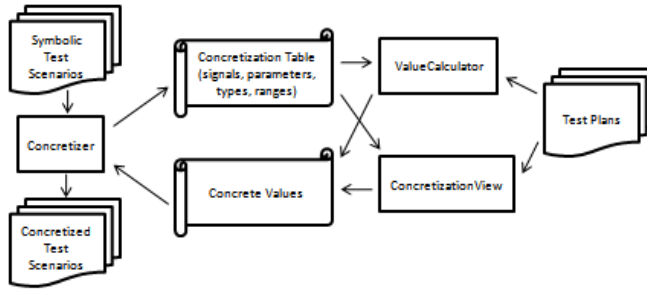 Symbolic
Test
Scenarios
Concretization Table
(signals, parameters,
types, ranges)
ValueCalculator
Test Plans
Concretizer
Concrete Values
ConcretizationView
Concretized
Test
Scenarios